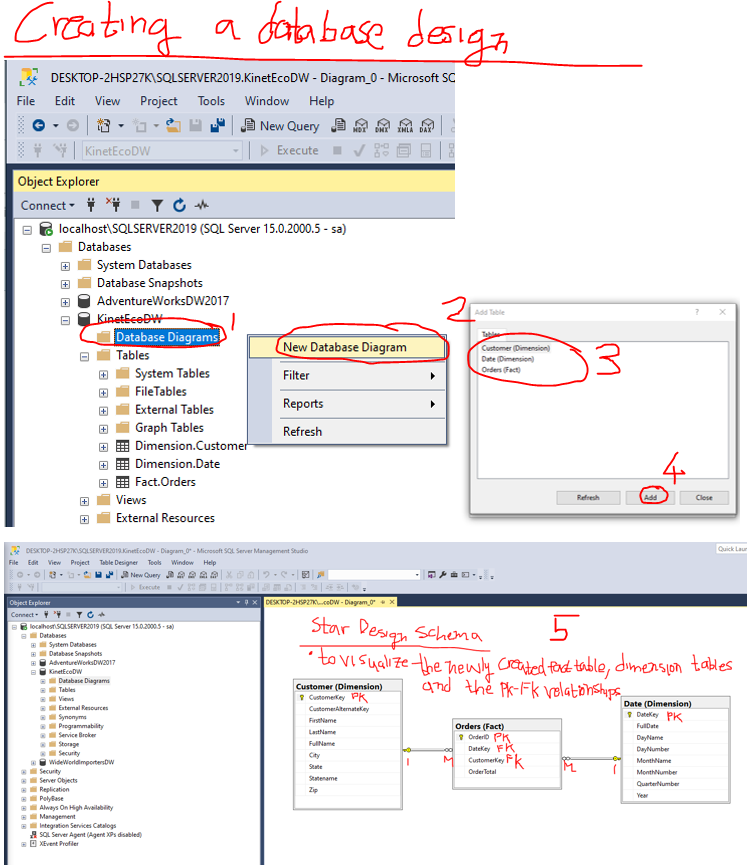 Creating a database design
DESKTOP-2HSP27K\SQLSERVER2019.KinetEcoDW - Diagram_0 - Microsoft SQ
File Edit View Project Tools Window Help
New Query MDX DMX XMLA DAX
KinetEcoDW Execute
Object Explorer
Connect
localhost\SQLSERVER2019 (SQL Server 15.0.2000.5 - sa)
Databases
System Databases
Database Snapshots
AdventureWorksDW2017
KinetEcoDW
1
Database Diagrams
Tables
System Tables
FileTables
External Tables
Graph Tables
Dimension.Customer
Dimension.Date
Fact.Orders
Views
External Resources
New Database Diagram
Filter
Reports
Refresh
2
Add Table ? ×
Tables
Customer (Dimension)
Date (Dimension)
Orders (Fact)
3
4
Refresh Add Close
DESKTOP-2HSP27K\SQLSERVER2019.KinetEcoDW - Diagram_0* - Microsoft SQL Server Management Studio
Quick Laun
File Edit View Project Table Designer Tools Window Help
New Query
Execute
Object Explorer
Connect
localhost\SQLSERVER2019 (SQL Server 15.0.2000.5 - sa)
Databases
System Databases
Database Snapshots
AdventureWorksDW2017
KinetEcoDW
Database Diagrams
Tables
Views
External Resources
Synonyms
Programmability
Service Broker
Storage
Security
WideWorldImportersDW
Security
Server Objects
Replication
PolyBase
Always On High Availability
Management
Integration Services Catalogs
SQL Server Agent (Agent XPs disabled)
XEvent Profiler
DESKTOP-2HSP27K\...coDW - Diagram_0*
Star Design Schema
5
• to visualize the newly created fact table, dimension tables
and the PK-FK relationships
Customer (Dimension)
CustomerKey PK
CustomerAlternateKey
FirstName
LastName
FullName
City
State
Statename
Zip
1 M
Orders (Fact)
OrderID PK
DateKey FK
CustomerKey FK
OrderTotal
M 1
Date (Dimension)
DateKey PK
FullDate
DayName
DayNumber
MonthName
MonthNumber
QuarterNumber
Year